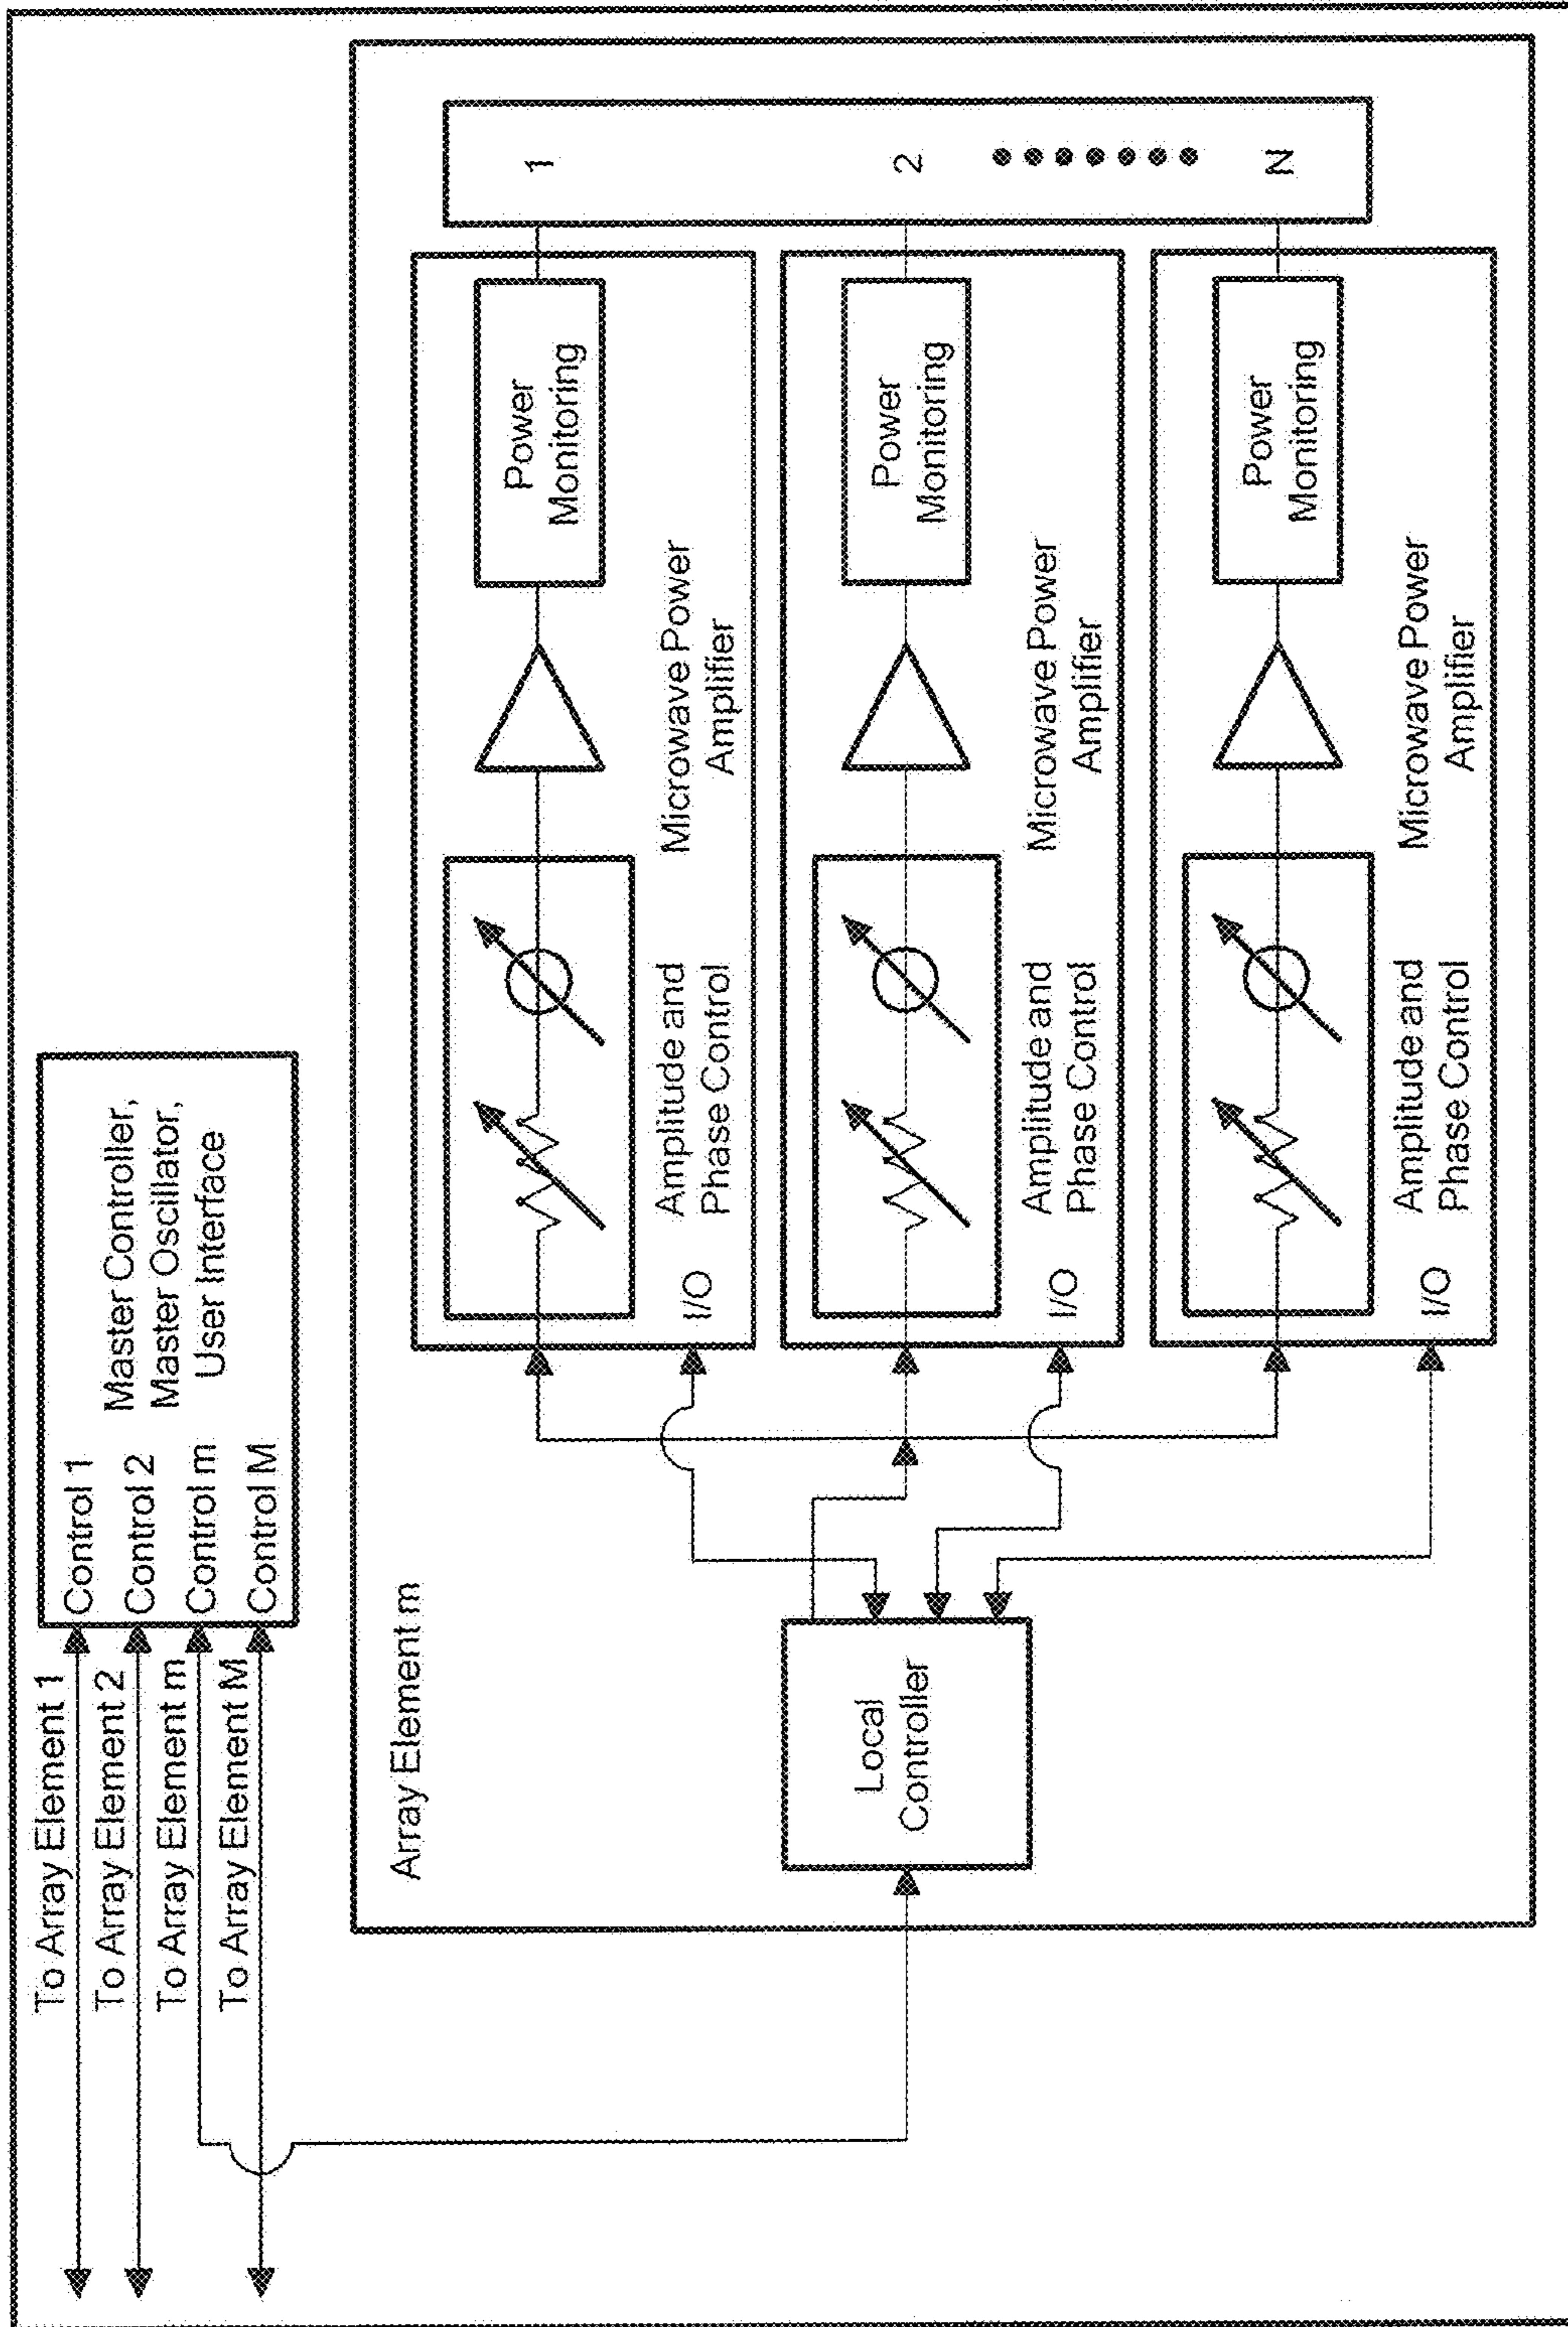 To Array Element 1
To Array Element 2
To Array Element m
To Array Element M
Control 1
Control 2
Control m
Control M
Master Controller,
Master Oscillator,
User Interface
Array Element m
Local
Controller
I/O
Amplitude and
Phase Control
Microwave Power
Amplifier
Power
Monitoring
1
I/O
Amplitude and
Phase Control
Microwave Power
Amplifier
Power
Monitoring
2
I/O
Amplitude and
Phase Control
Microwave Power
Amplifier
Power
Monitoring
N